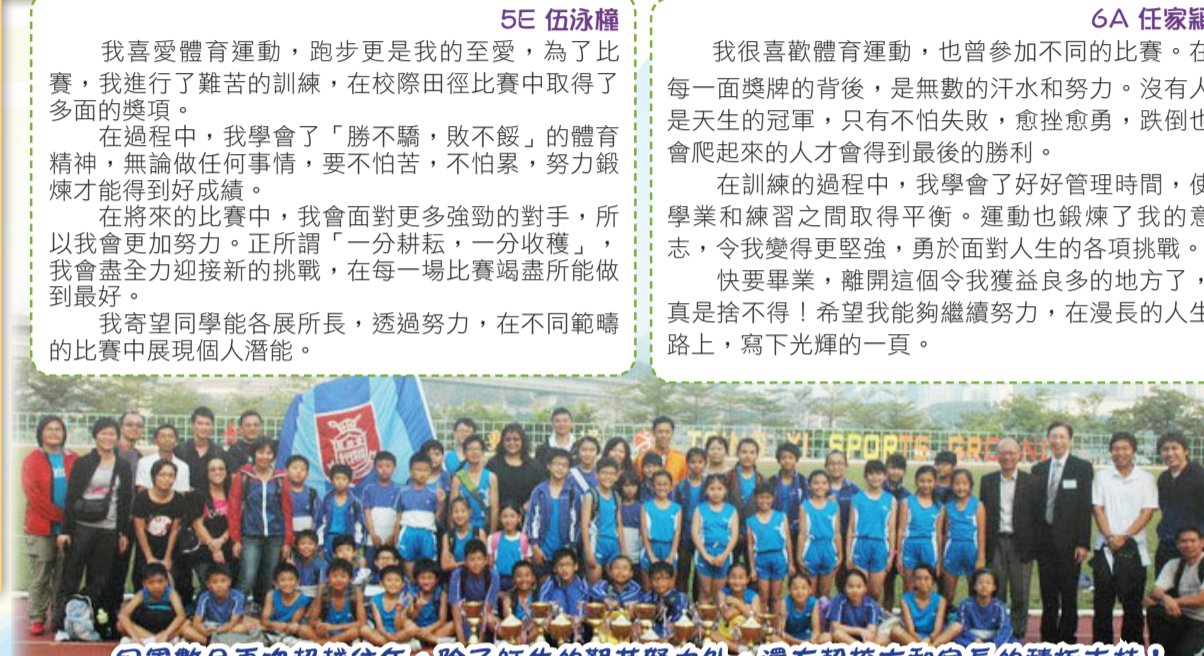 5E 伍泳橦
我喜愛體育運動，跑步更是我的至愛，為了比
賽，我進行了難苦的訓練，在校際田徑比賽中取得了
多面的獎項。
在過程中，我學會了「勝不驕，敗不餒」的體育
精神，無論做任何事情，要不怕苦，不怕累，努力鍛
煉才能得到好成績。
在將來的比賽中，我會面對更多強勁的對手，所
以我會更加努力。正所謂「一分耕耘，一分收穫」，
我會盡全力迎接新的挑戰，在每一場比賽竭盡所能做
到最好。
我寄望同學能各展所長，透過努力，在不同範疇
的比賽中展現個人潛能。
6A 任家穎
我很喜歡體育運動，也曾參加不同的比賽。在
每一面獎牌的背後，是無數的汗水和努力。沒有人
是天生的冠軍，只有不怕失敗，愈挫愈勇，跌倒也
會爬起來的人才會得到最後的勝利。
在訓練的過程中，我學會了好好管理時間，使
學業和練習之間取得平衡。運動也鍛煉了我的意
志，令我變得更堅強，勇於面對人生的各項挑戰。
快要畢業，離開這個令我獲益良多的地方了，
真是捨不得！希望我能夠繼續努力，在漫長的人生
路上，寫下光輝的一頁。
YI SPORTS GROUND